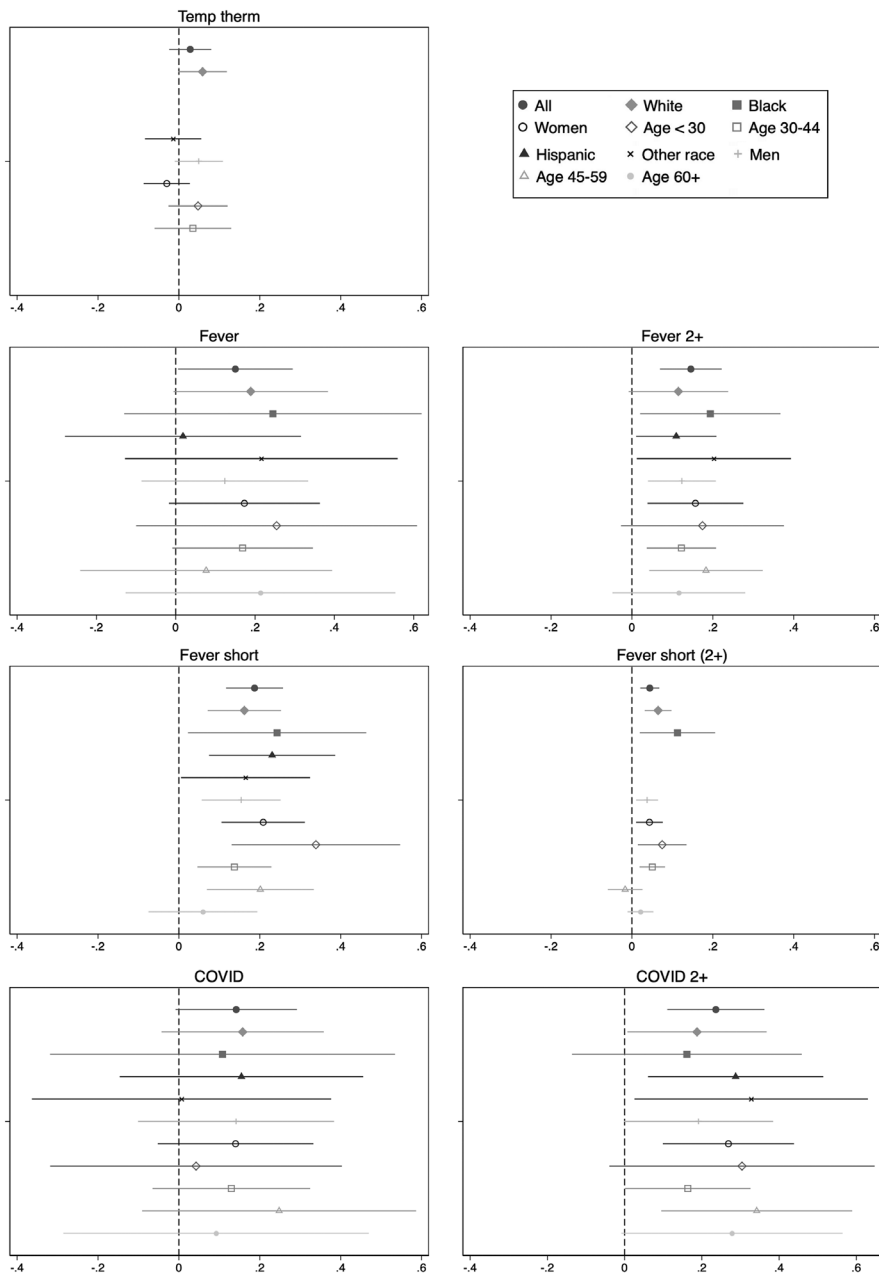 Temp therm
All White Black
Women Age < 30 Age 30-44
Hispanic Other race Men
Age 45-59 Age 60+
-.4 -.2 0 .2 .4 .6
Fever Fever 2+
-.4 -.2 0 .2 .4 .6 -.4 -.2 0 .2 .4 .6
Fever short Fever short (2+)
-.4 -.2 0 .2 .4 .6 -.4 -.2 0 .2 .4 .6
COVID COVID 2+
-.4 -.2 0 .2 .4 .6 -.4 -.2 0 .2 .4 .6